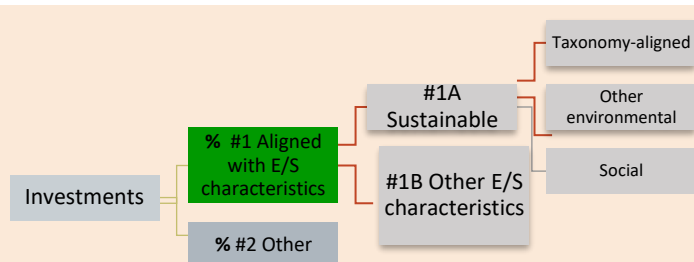 Investments
% #1 Aligned
with E/S
characteristics
% #2 Other
#1A
Sustainable
#1B Other E/S
characteristics
Taxonomy-aligned
Other
environmental
Social